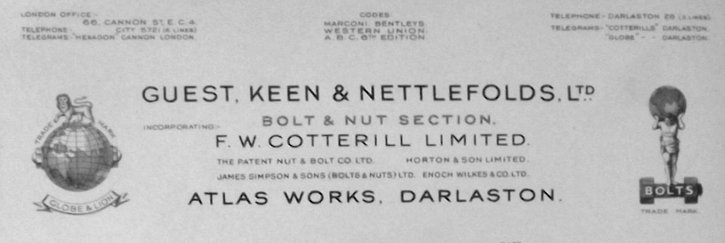 LONDON OFFICE:-
66, CANNON ST. E.C.4.
TELEPHONE:- CITY 5721 (6 LINES)
TELEGRAMS:- "HEXAGON" CANNON LONDON.
CODES
MARCONI. BENTLEYS.
WESTERN UNION.
A.B.C. 6TH EDITION
TELEPHONE:- DARLASTON 28 (3 LINES)
TELEGRAMS:- "COTTERILLS" DARLASTON.
"GLOBE" - - DARLASTON.
GUEST, KEEN & NETTLEFOLDS, LTD.
BOLT & NUT SECTION.
INCORPORATING:-
F. W. COTTERILL LIMITED.
THE PATENT NUT & BOLT CO. LTD. HORTON & SON LIMITED.
JAMES SIMPSON & SONS (BOLTS & NUTS) LTD. ENOCH WILKES & CO. LTD.
ATLAS WORKS, DARLASTON.
TRADE MARK
GLOBE & LION
BOLTS
TRADE MARK